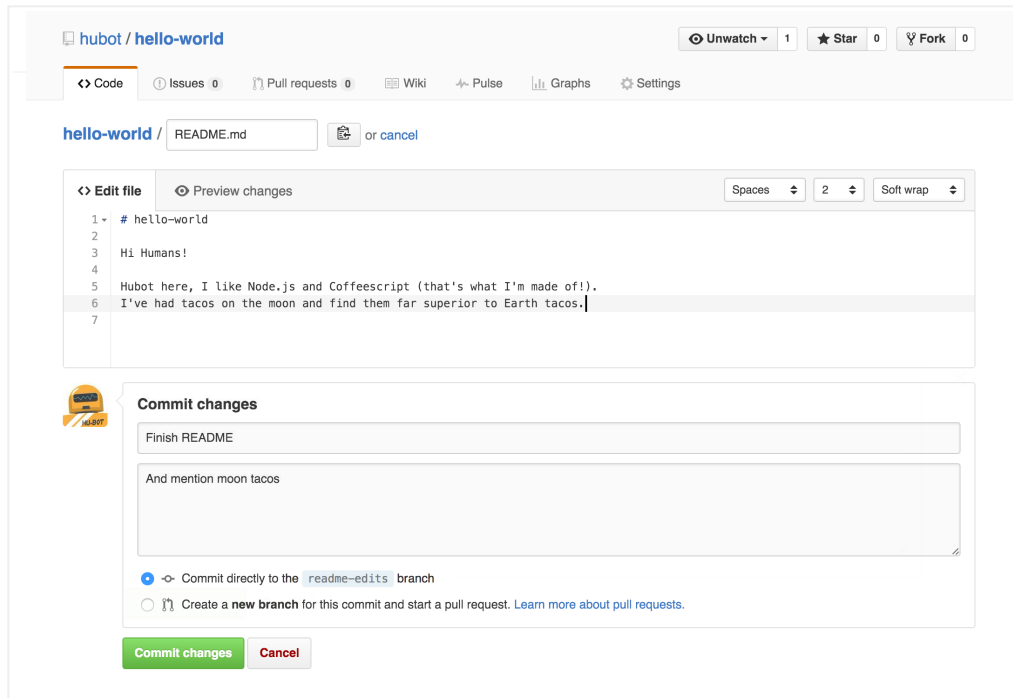 hubot / hello-world
Unwatch 1 Star 0 Fork 0
Code Issues 0 Pull requests 0 Wiki Pulse Graphs Settings
hello-world / README.md or cancel
Edit file Preview changes Spaces 2 Soft wrap
1 # hello-world
2
3 Hi Humans!
4
5 Hubot here, I like Node.js and Coffeescript (that's what I'm made of!).
6 I've had tacos on the moon and find them far superior to Earth tacos.
7
HU-BOT
Commit changes
Finish README
And mention moon tacos
Commit directly to the readme-edits branch
Create a new branch for this commit and start a pull request. Learn more about pull requests.
Commit changes Cancel